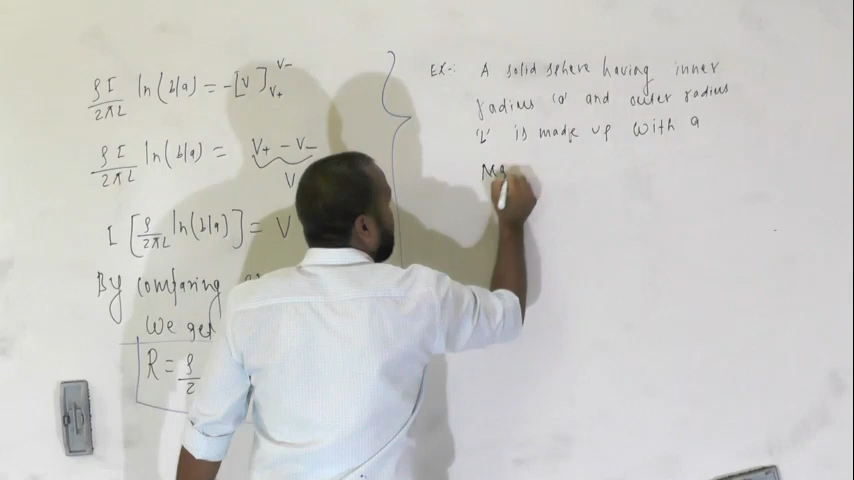 ρI/2πL ln(b/a) = -[V]V+ V-
ρI/2πL ln(b/a) = V+ - V-
V
I[ρ/2πL ln(b/a)] = V
By comparing
we get
R = ρ/2
Ex-: A solid sphere having inner
radius 'a' and outer radius
'b' is made up with a
Ma